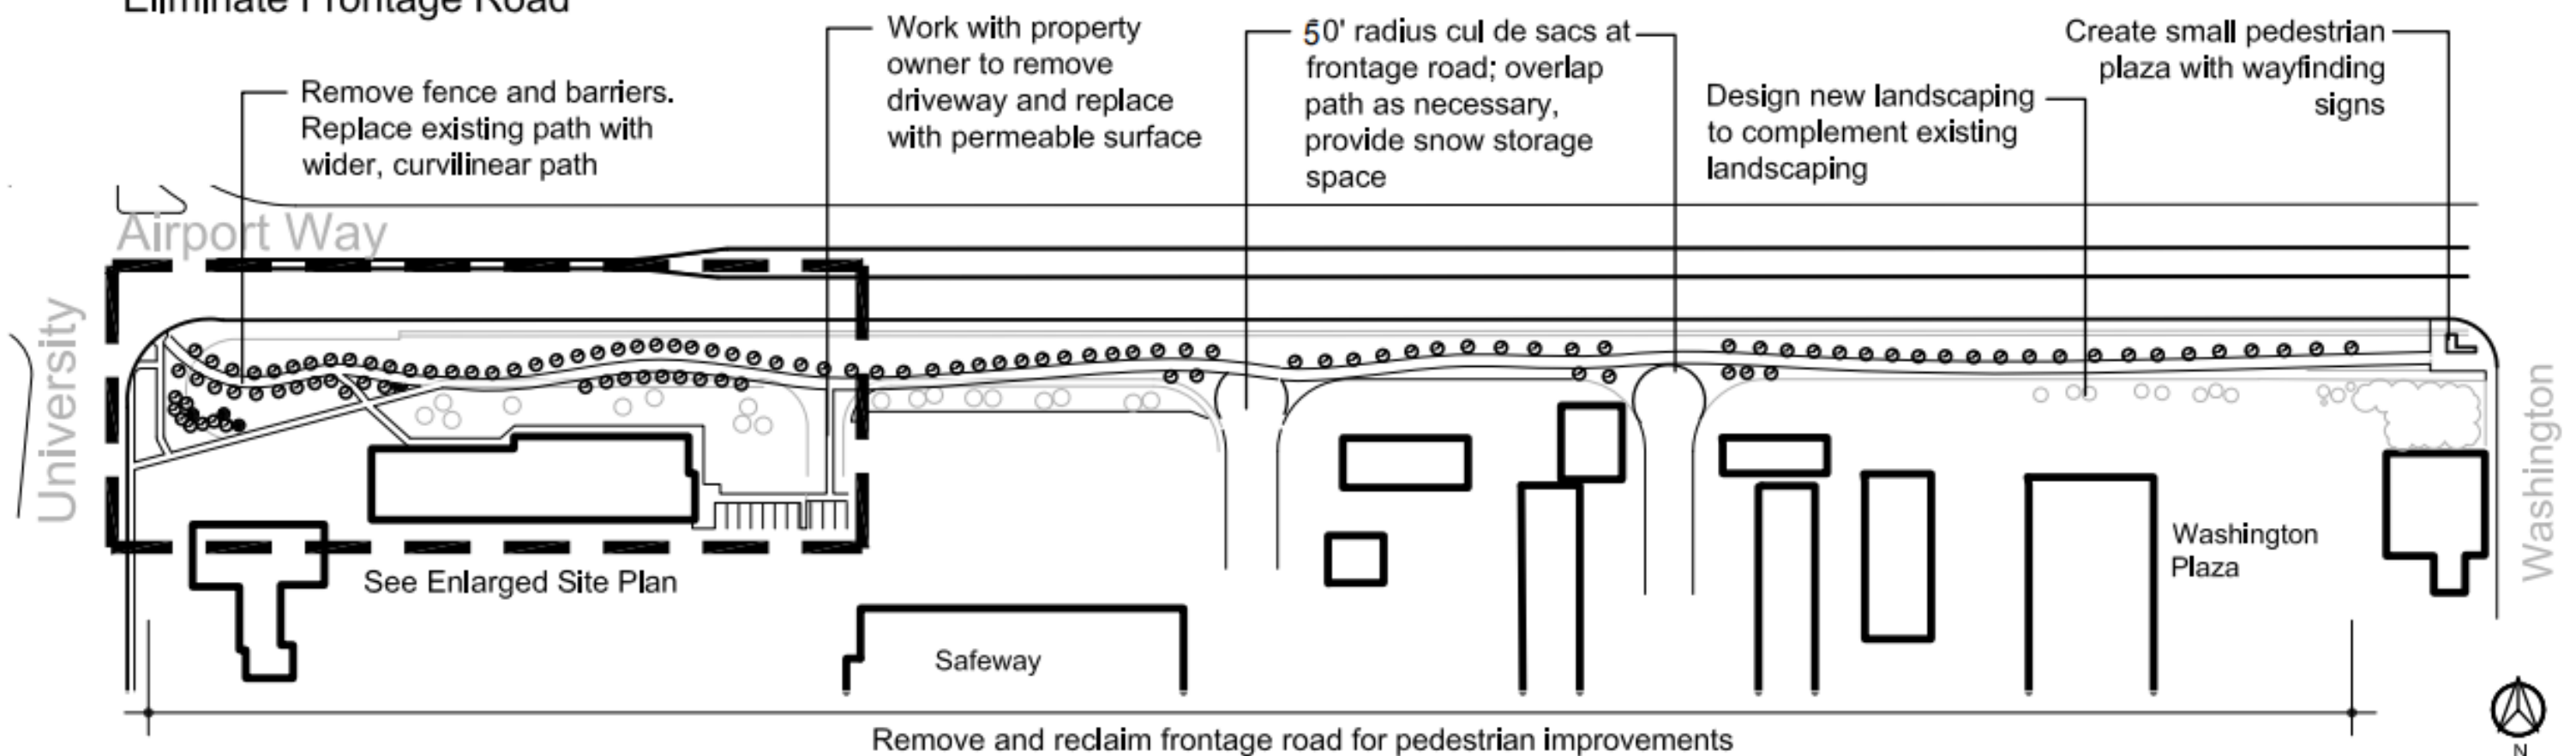 Eliminate Frontage Road
Work with property
owner to remove
driveway and replace
with permeable surface
50' radius cul de sacs at
frontage road; overlap
path as necessary,
provide snow storage
space
Create small pedestrian
plaza with wayfinding
signs
Remove fence and barriers.
Replace existing path with
wider, curvilinear path
Design new landscaping
to complement existing
landscaping
Airport Way
University
Washington
Washington
Plaza
See Enlarged Site Plan
Safeway
Remove and reclaim frontage road for pedestrian improvements
N